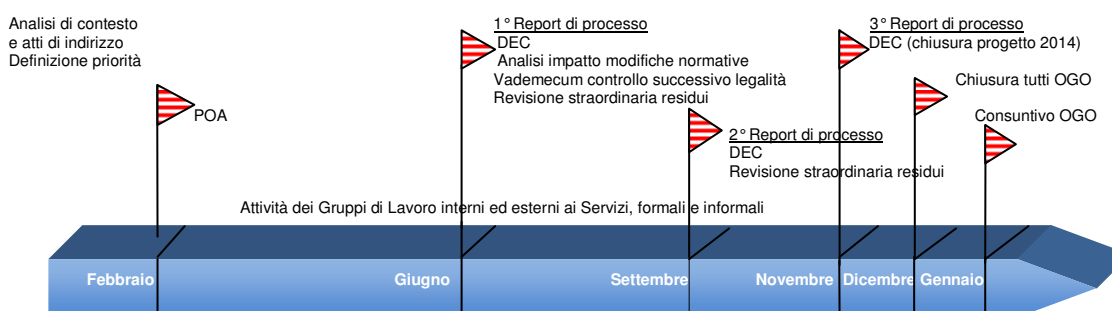 Analisi di contesto
e atti di indirizzo
Definizione priorità
POA
1° Report di processo
DEC
Analisi impatto modifiche normative
Vademecum controllo successivo legalità
Revisione straordinaria residui
2° Report di processo
DEC
Revisione straordinaria residui
3° Report di processo
DEC (chiusura progetto 2014)
Chiusura tutti OGO
Consuntivo OGO
Attività dei Gruppi di Lavoro interni ed esterni ai Servizi, formali e informali
Febbraio
Giugno
Settembre
Novembre
Dicembre
Gennaio